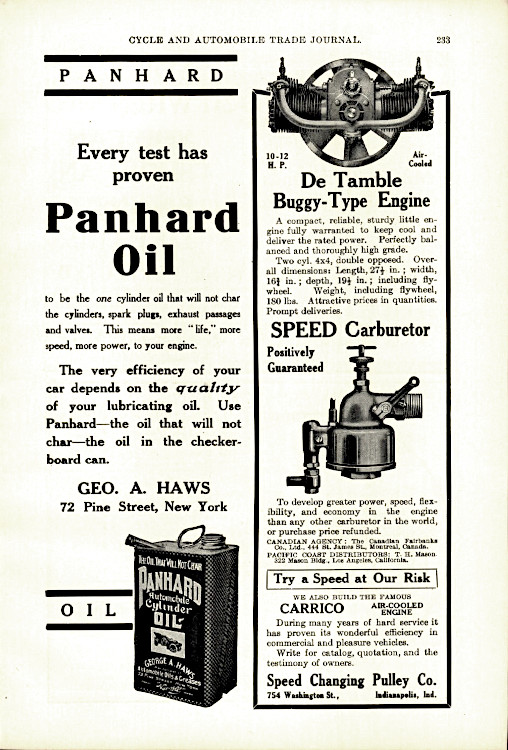 CYCLE AND AUTOMOBILE TRADE JOURNAL.
233
PANHARD
Every test has
proven
Panhard
Oil
to be the one cylinder oil that will not char
the cylinders, spark plugs, exhaust passages
and valves. This means more "life," more
speed, more power, to your engine.
The very efficiency of your
car depends on the quality
of your lubricating oil. Use
Panhard—the oil that will not
char—the oil in the checker-
board can.
GEO. A. HAWS
72 Pine Street, New York
OIL
THE OIL THAT WILL NOT CHAR
PANHARD
Automobile
Cylinder
OIL
GEORGE A. HAWS
Automobile Oils & Greases
10-12
H. P.
Air-
Cooled
De Tamble
Buggy-Type Engine
A compact, reliable, sturdy little en-
gine fully warranted to keep cool and
deliver the rated power. Perfectly bal-
anced and thoroughly high grade.
Two cyl. 4x4, double opposed. Over-
all dimensions: Length, 27½ in.; width,
16¾ in.; depth, 19½ in.; including fly-
wheel. Weight, including flywheel,
180 lbs. Attractive prices in quantities.
Prompt deliveries.
SPEED Carburetor
Positively
Guaranteed
To develop greater power, speed, flex-
ibility, and economy in the engine
than any other carburetor in the world,
or purchase price refunded.
CANADIAN AGENCY: The Canadian Fairbanks
Co., Ltd., 444 St. James St., Montreal, Canada.
PACIFIC COAST DISTRIBUTORS: T. H. Mason,
322 Mason Bldg., Los Angeles, California.
Try a Speed at Our Risk
WE ALSO BUILD THE FAMOUS
CARRICO AIR-COOLED
ENGINE
During many years of hard service it
has proven its wonderful efficiency in
commercial and pleasure vehicles.
Write for catalog, quotation, and the
testimony of owners.
Speed Changing Pulley Co.
754 Washington St., Indianapolis, Ind.